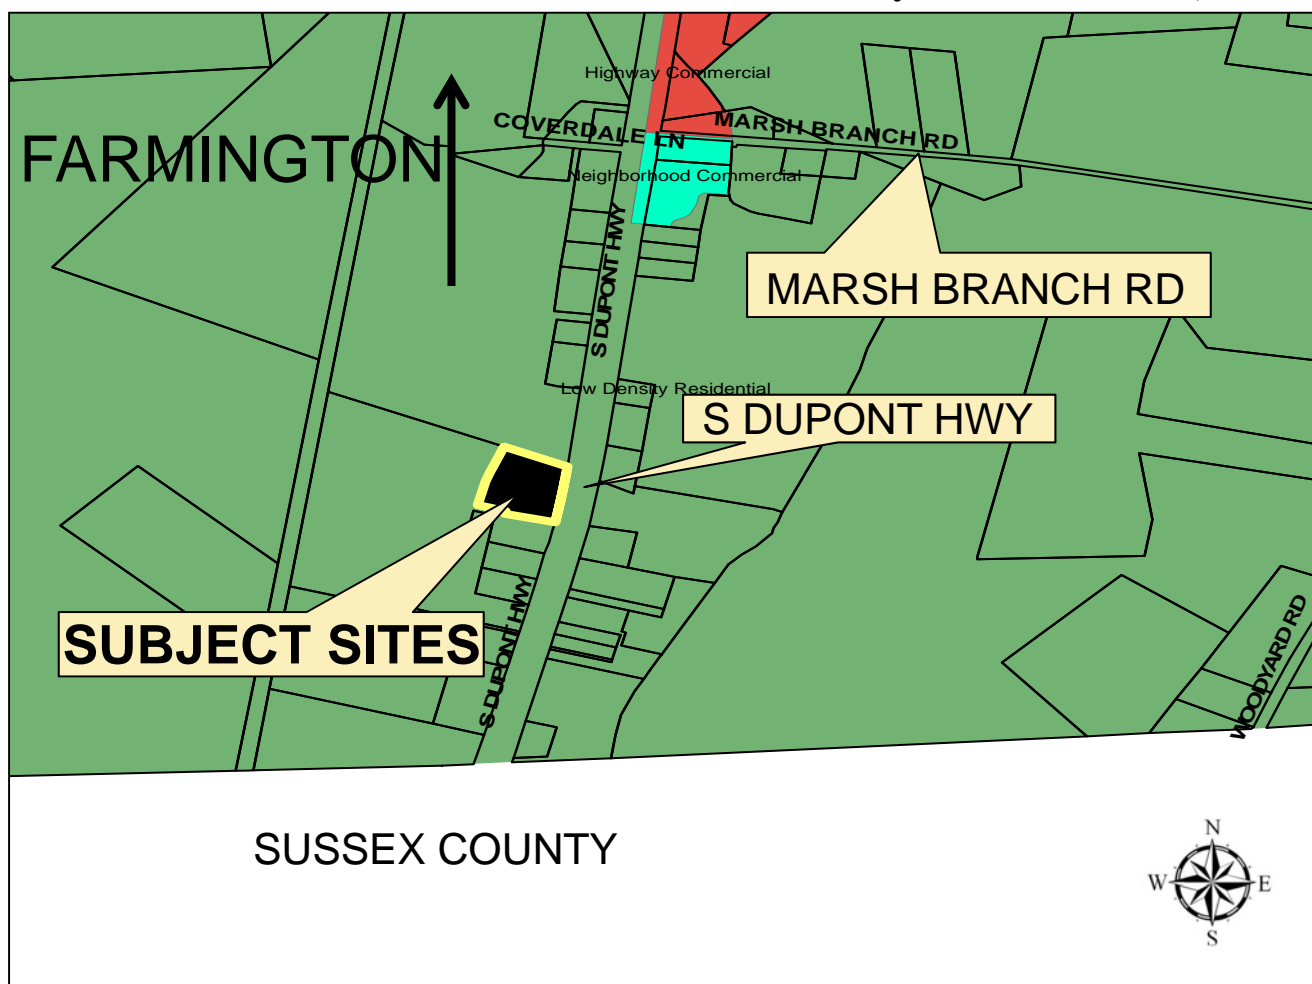 Highway Commercial
COVERDALE LN
MARSH BRANCH RD
FARMINGTON
Neighborhood Commercial
S DUPONT HWY
MARSH BRANCH RD
Low Density Residential
S DUPONT HWY
SUBJECT SITES
S DUPONT HWY
WOODYARD RD
SUSSEX COUNTY
N
W
E
S